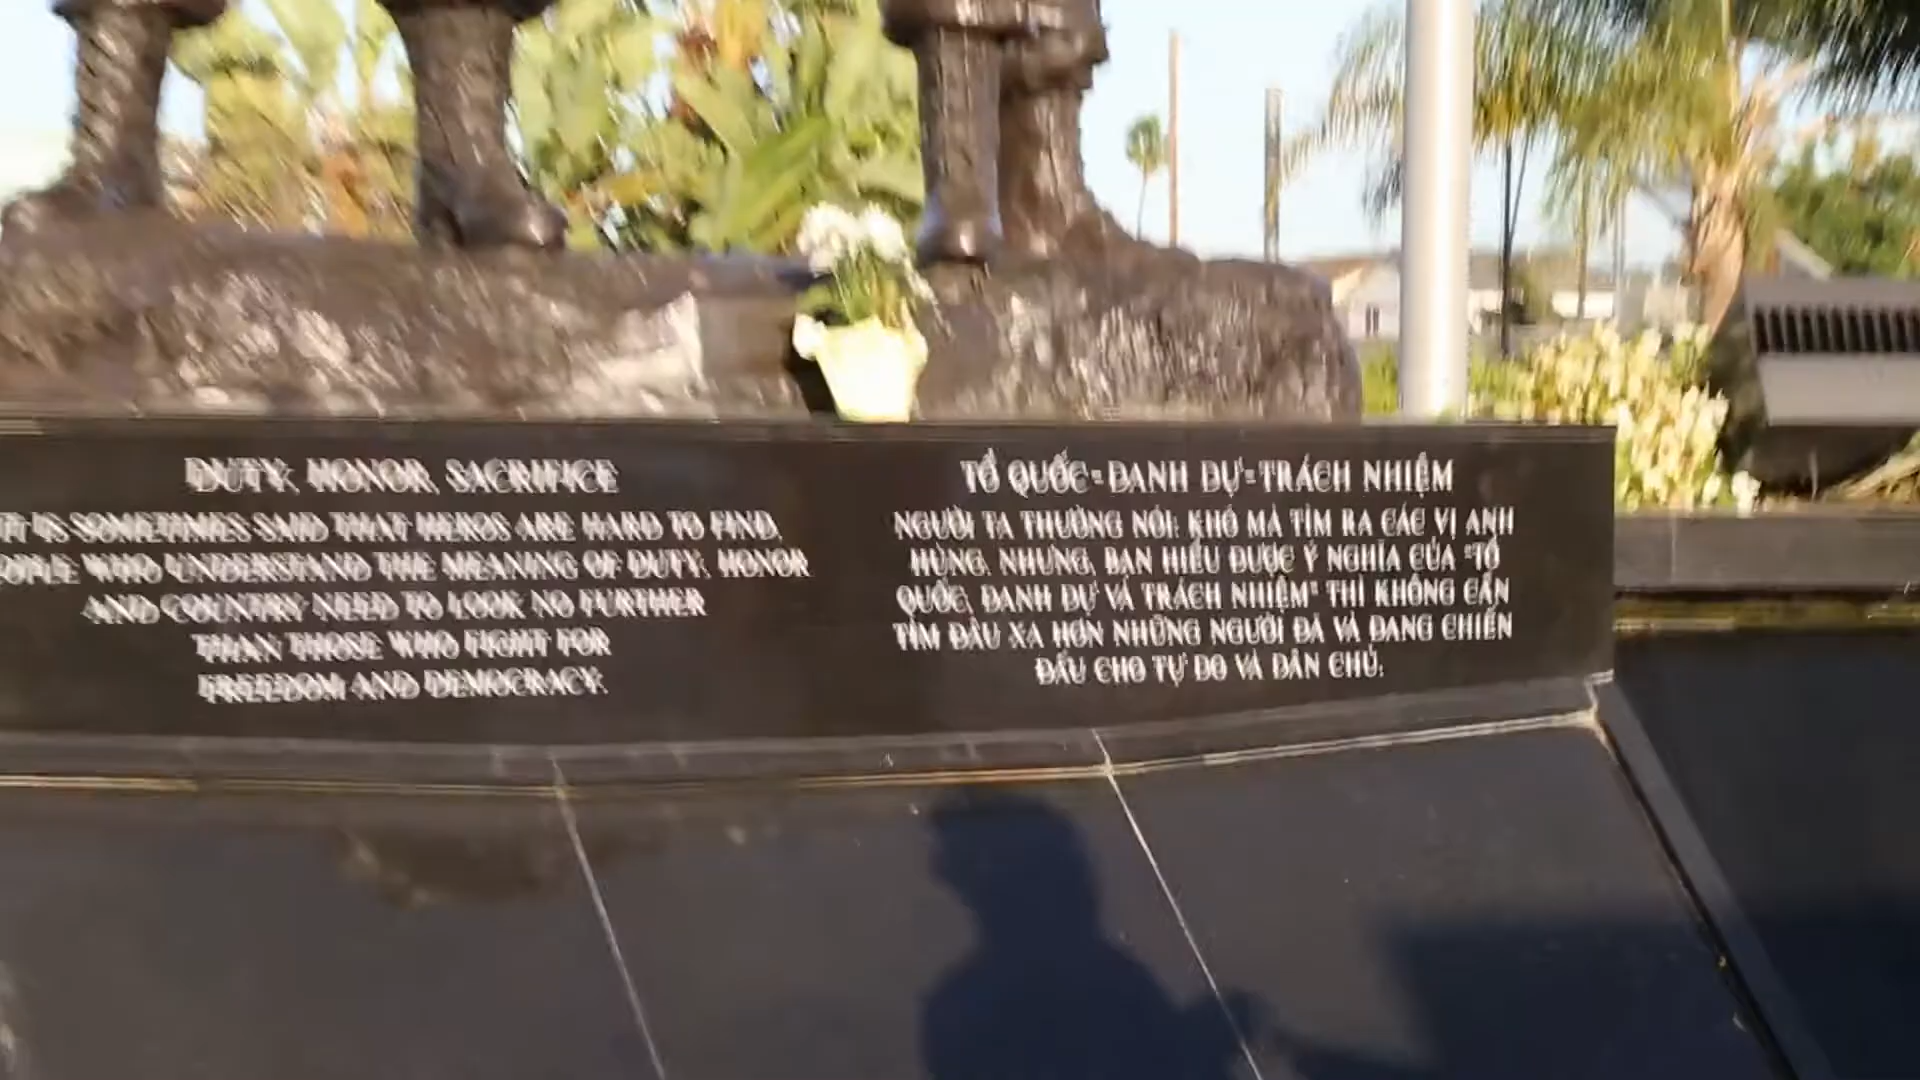 DUTY, HONOR, SACRIFICE
IT IS SOMETIMES SAID THAT HEROS ARE HARD TO FIND,
WHO UNDERSTAND THE MEANING OF DUTY, HONOR
AND COUNTRY NEED TO LOOK NO FURTHER
THAN THOSE WHO FIGHT FOR
FREEDOM AND DEMOCRACY.
TỔ QUỐC - DANH DỰ - TRÁCH NHIỆM
NGƯỜI TA THƯỜNG NÓI: KHÓ MÀ TÌM RA CÁC VỊ ANH
HÙNG. NHƯNG, BẠN HIỂU ĐƯỢC Ý NGHĨA CỦA "TỔ
QUỐC, DANH DỰ VÀ TRÁCH NHIỆM" THÌ KHÔNG CẦN
TÌM ĐÂU XA HƠN NHỮNG NGƯỜI ĐÃ VÀ ĐANG CHIẾN
ĐẤU CHO TỰ DO VÀ DÂN CHỦ.